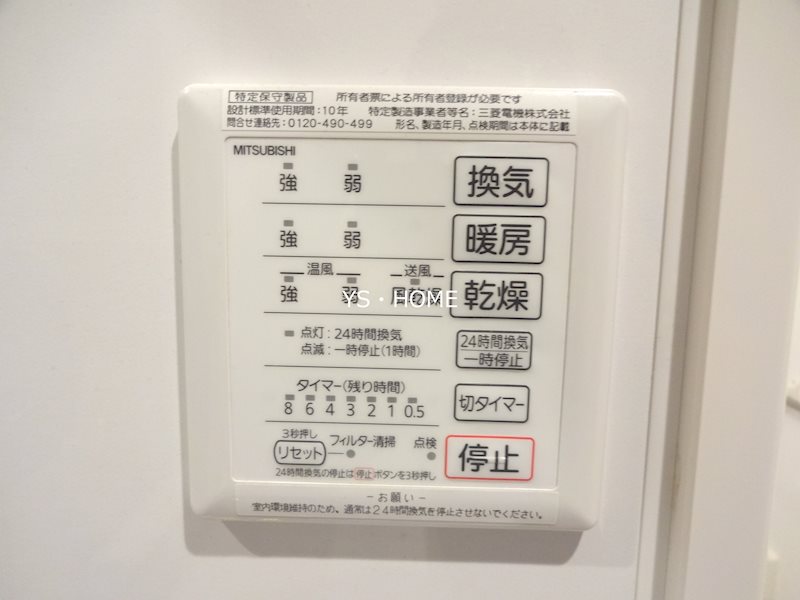 特定保守製品 所有者票による所有者登録が必要です
設計標準使用期間:10年 特定製造事業者等名:三菱電機株式会社
問合せ連絡先:0120-490-499 形名、製造年月、点検期間は本体に記載
MITSUBISHI
強 弱 換気
強 弱 暖房
温風 送風
強 弱 風乾燥 乾燥
YS・HOME
点灯:24時間換気
点滅:一時停止(1時間)
24時間換気
一時停止
タイマー(残り時間)
8 6 4 3 2 1 0.5
切タイマー
3秒押し
リセット フィルター清掃 点検
停止
24時間換気の停止は停止ボタンを3秒押し
-お願い-
室内環境維持のため、通常は24時間換気を停止させないでください。